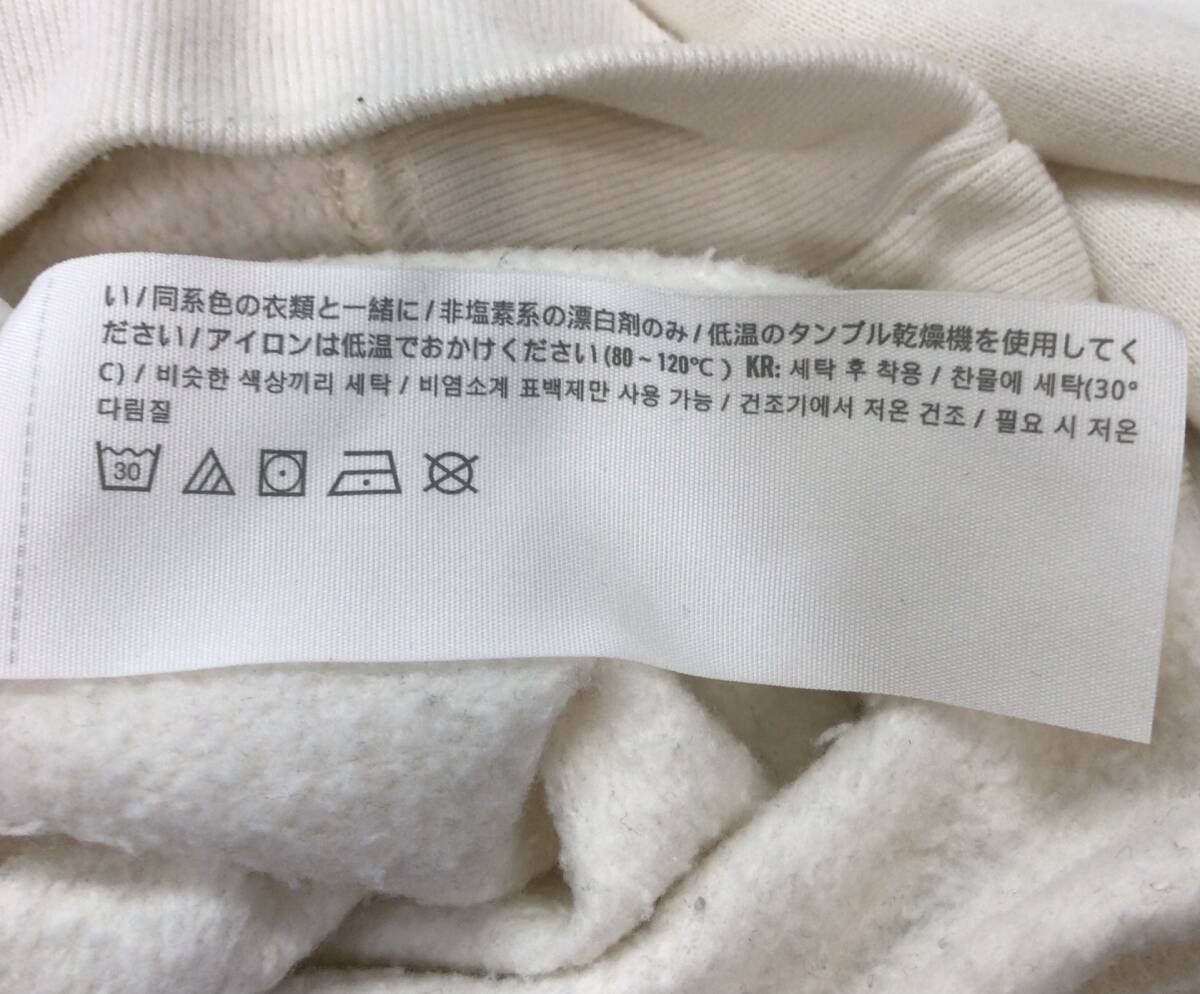 い/同系色の衣類と一緒に/非塩素系の漂白剤のみ/低温のタンブル乾燥機を使用してく
ださい/アイロンは低温でおかけください(80~120℃) KR: 세탁 후 착용 / 찬물에 세탁(30°
C) / 비슷한 색상끼리 세탁 / 비염소계 표백제만 사용 가능 / 건조기에서 저온 건조 / 필요 시 저온
다림질
30